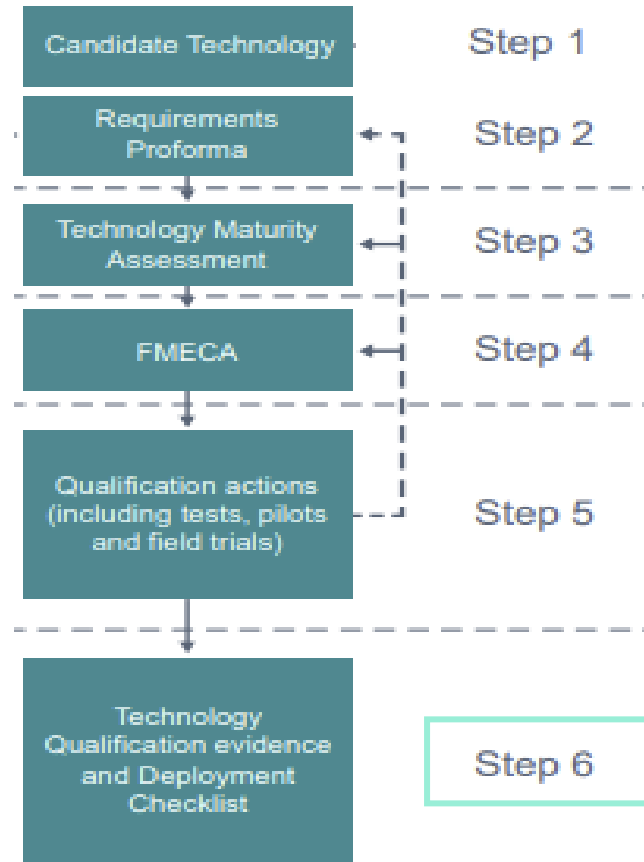 Candidate Technology
Step 1
Requirements
Proforma
Step 2
Technology Maturity
Assessment
Step 3
FMECA
Step 4
Qualification actions
(including tests, pilots
and field trials)
Step 5
Technology
Qualification evidence
and Deployment
Checklist
Step 6